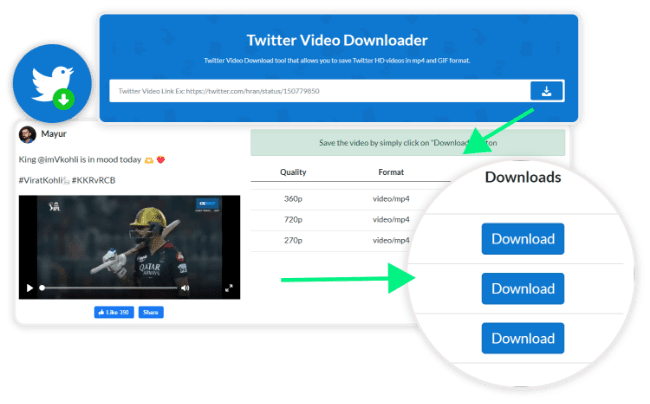 Twitter Video Downloader
Twitter Video Download tool that allows you to save Twitter HD videos in mp4 and GIF format.
Twitter Video Link Ex: https://twitter.com/hran/status/150779850
Mayur
King @imVkohli is in mood today 🫶 ❤️
#ViratKohli #KKRvRCB
QATAR
AIRWAYS
Like 390 Share
Save the video by simply click on "Download
on
Quality Format
360p video/mp4
720p video/mp4
270p video/mp4
Downloads
Download
Download
Download